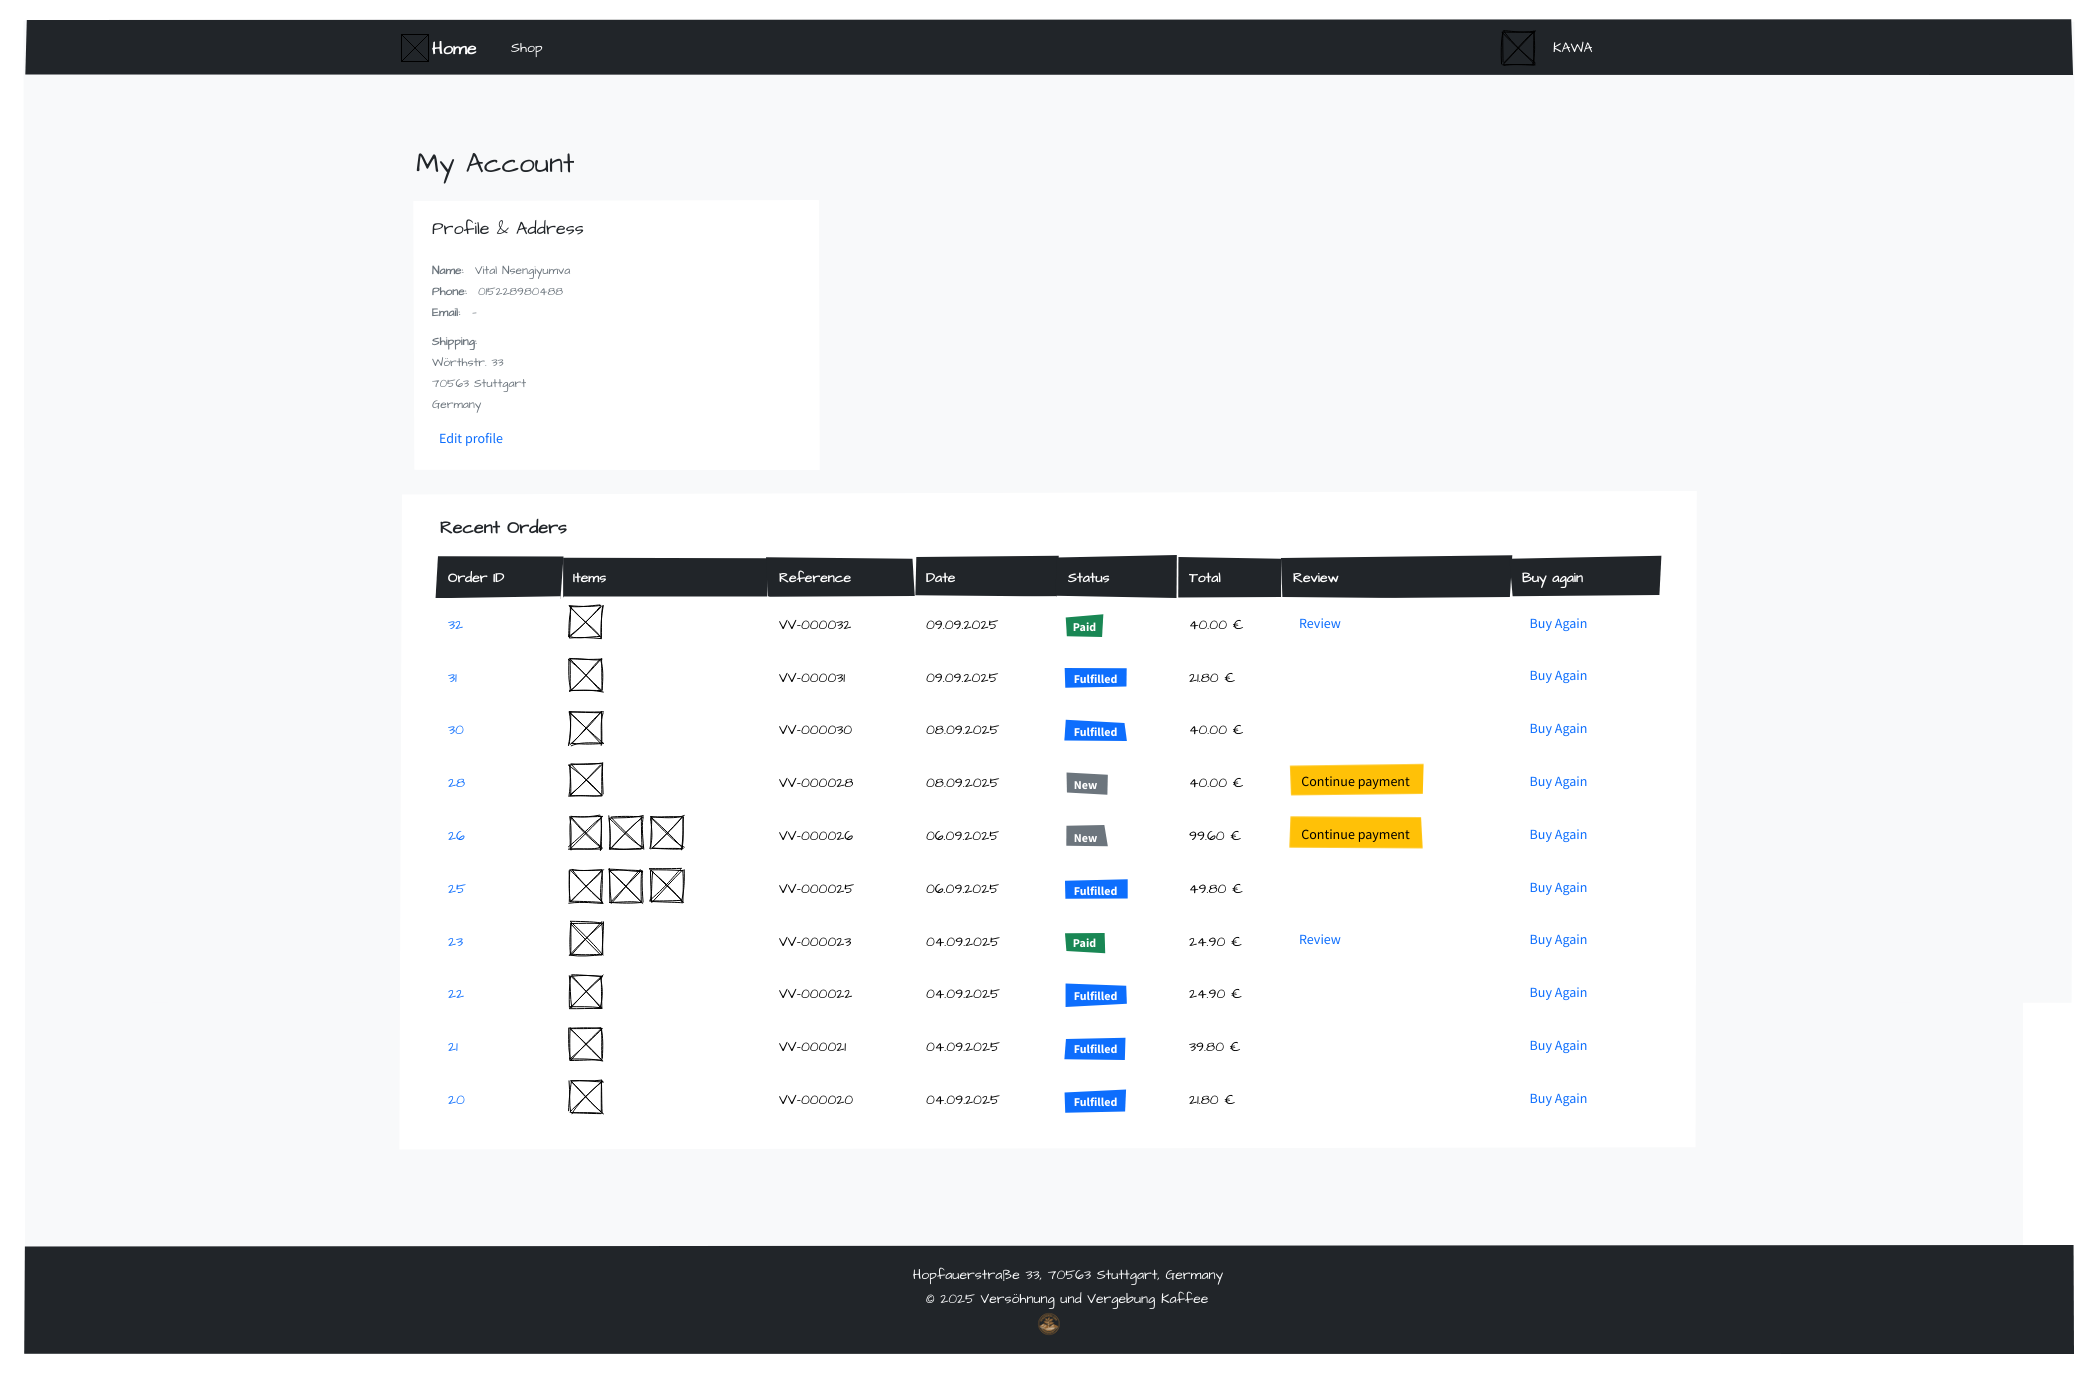 Home Shop KAWA
My Account
Profile & Address
Name: Vital Nsengiyumva
Phone: 015228980488
Email: -
Shipping:
Wörthstr. 33
70563 Stuttgart
Germany
Edit profile
Recent Orders
Order ID Items Reference Date Status Total Review Buy again
32 VV-000032 09.09.2025 Paid 40.00 € Review Buy Again
31 VV-000031 09.09.2025 Fulfilled 21.80 € Buy Again
30 VV-000030 08.09.2025 Fulfilled 40.00 € Buy Again
28 VV-000028 08.09.2025 New 40.00 € Continue payment Buy Again
26 VV-000026 06.09.2025 New 99.60 € Continue payment Buy Again
25 VV-000025 06.09.2025 Fulfilled 49.80 € Buy Again
23 VV-000023 04.09.2025 Paid 24.90 € Review Buy Again
22 VV-000022 04.09.2025 Fulfilled 24.90 € Buy Again
21 VV-000021 04.09.2025 Fulfilled 39.80 € Buy Again
20 VV-000020 04.09.2025 Fulfilled 21.80 € Buy Again
Hopfauerstraße 33, 70563 Stuttgart, Germany
© 2025 Versöhnung und Vergebung Kaffee